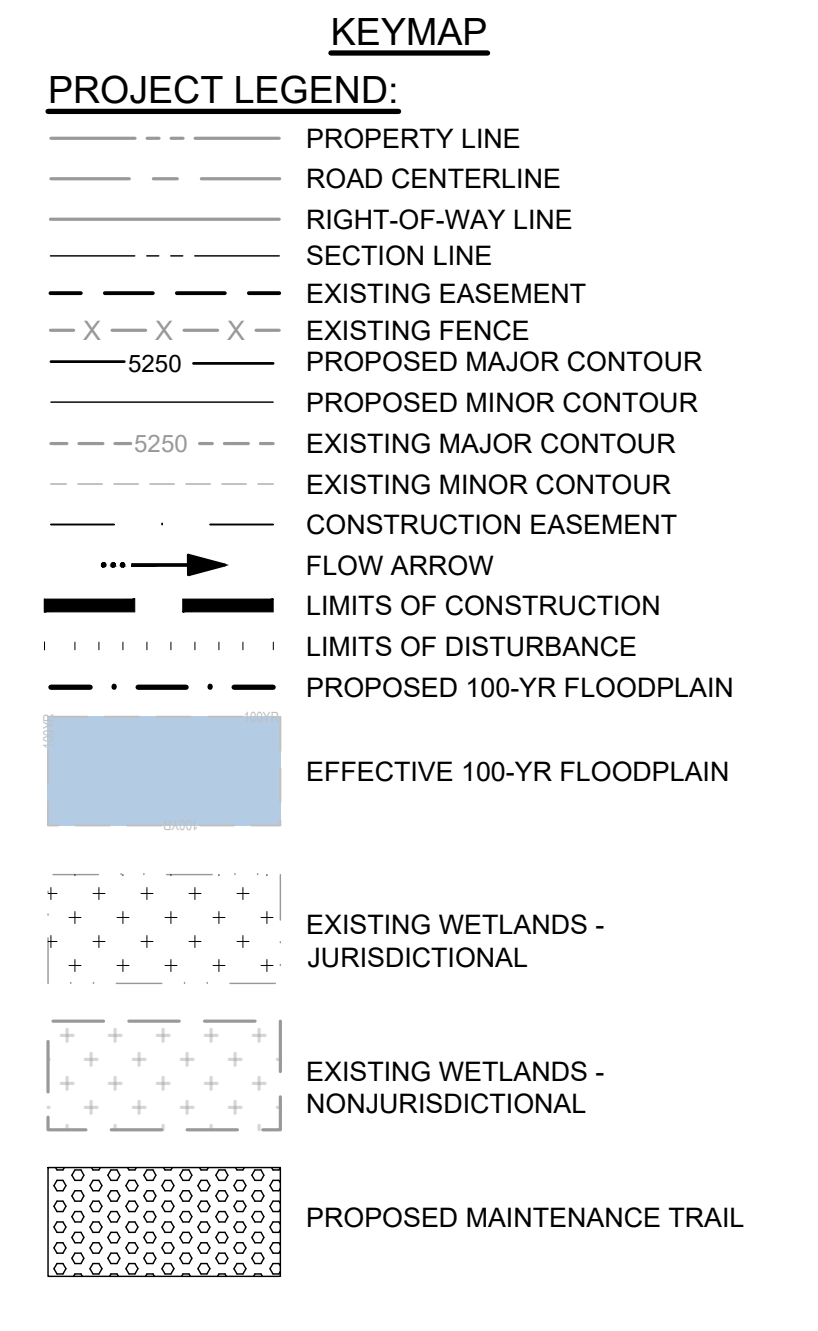 KEYMAP
PROJECT LEGEND:
PROPERTY LINE
ROAD CENTERLINE
RIGHT-OF-WAY LINE
SECTION LINE
EXISTING EASEMENT
X X X EXISTING FENCE
5250 PROPOSED MAJOR CONTOUR
PROPOSED MINOR CONTOUR
5250 EXISTING MAJOR CONTOUR
EXISTING MINOR CONTOUR
CONSTRUCTION EASEMENT
FLOW ARROW
LIMITS OF CONSTRUCTION
LIMITS OF DISTURBANCE
PROPOSED 100-YR FLOODPLAIN
100YR
100YR
EFFECTIVE 100-YR FLOODPLAIN
100YR
EXISTING WETLANDS -
JURISDICTIONAL
EXISTING WETLANDS -
NONJURISDICTIONAL
PROPOSED MAINTENANCE TRAIL